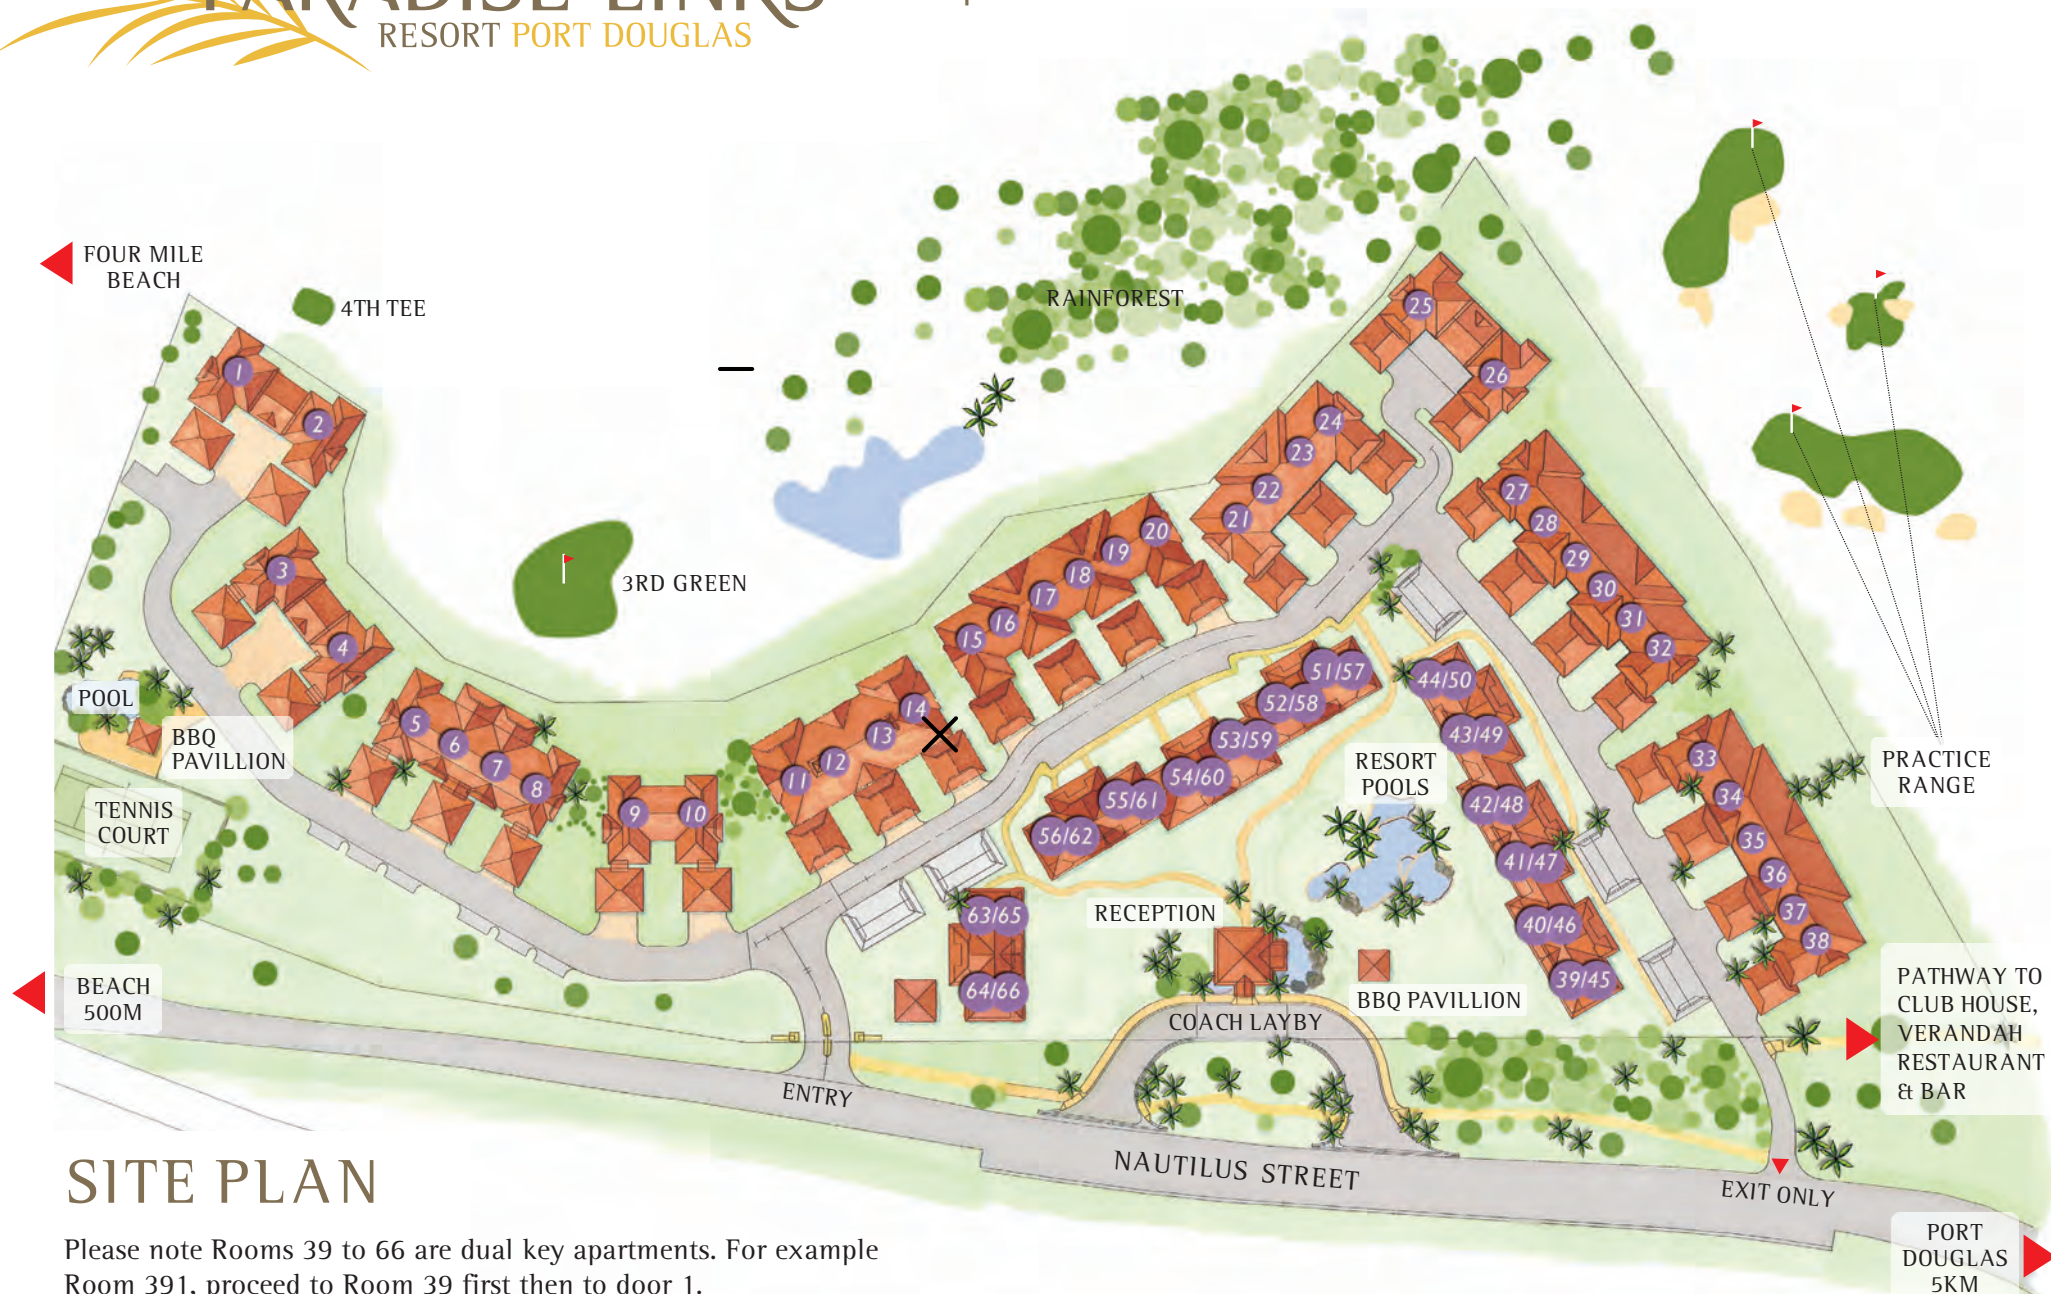 PARADISE LINKS
RESORT PORT DOUGLAS
FOUR MILE
BEACH
4TH TEE
RAINFOREST
3RD GREEN
1
2
3
4
5
6
7
8
9
10
11
12
13
14
15
16
17
18
19
20
21
22
23
24
25
26
27
28
29
30
31
32
33
34
35
36
37
38
51/57
52/58
53/59
54/60
55/61
56/62
44/50
43/49
42/48
41/47
40/46
39/45
63/65
64/66
POOL
BBQ
PAVILLION
TENNIS
COURT
RESORT
POOLS
PRACTICE
RANGE
RECEPTION
BBQ PAVILLION
COACH LAYBY
BEACH
500M
PATHWAY TO
CLUB HOUSE,
VERANDAH
RESTAURANT
& BAR
ENTRY
NAUTILUS STREET
EXIT ONLY
PORT
DOUGLAS
5KM
SITE PLAN
Please note Rooms 39 to 66 are dual key apartments. For example
Room 391, proceed to Room 39 first then to door 1.